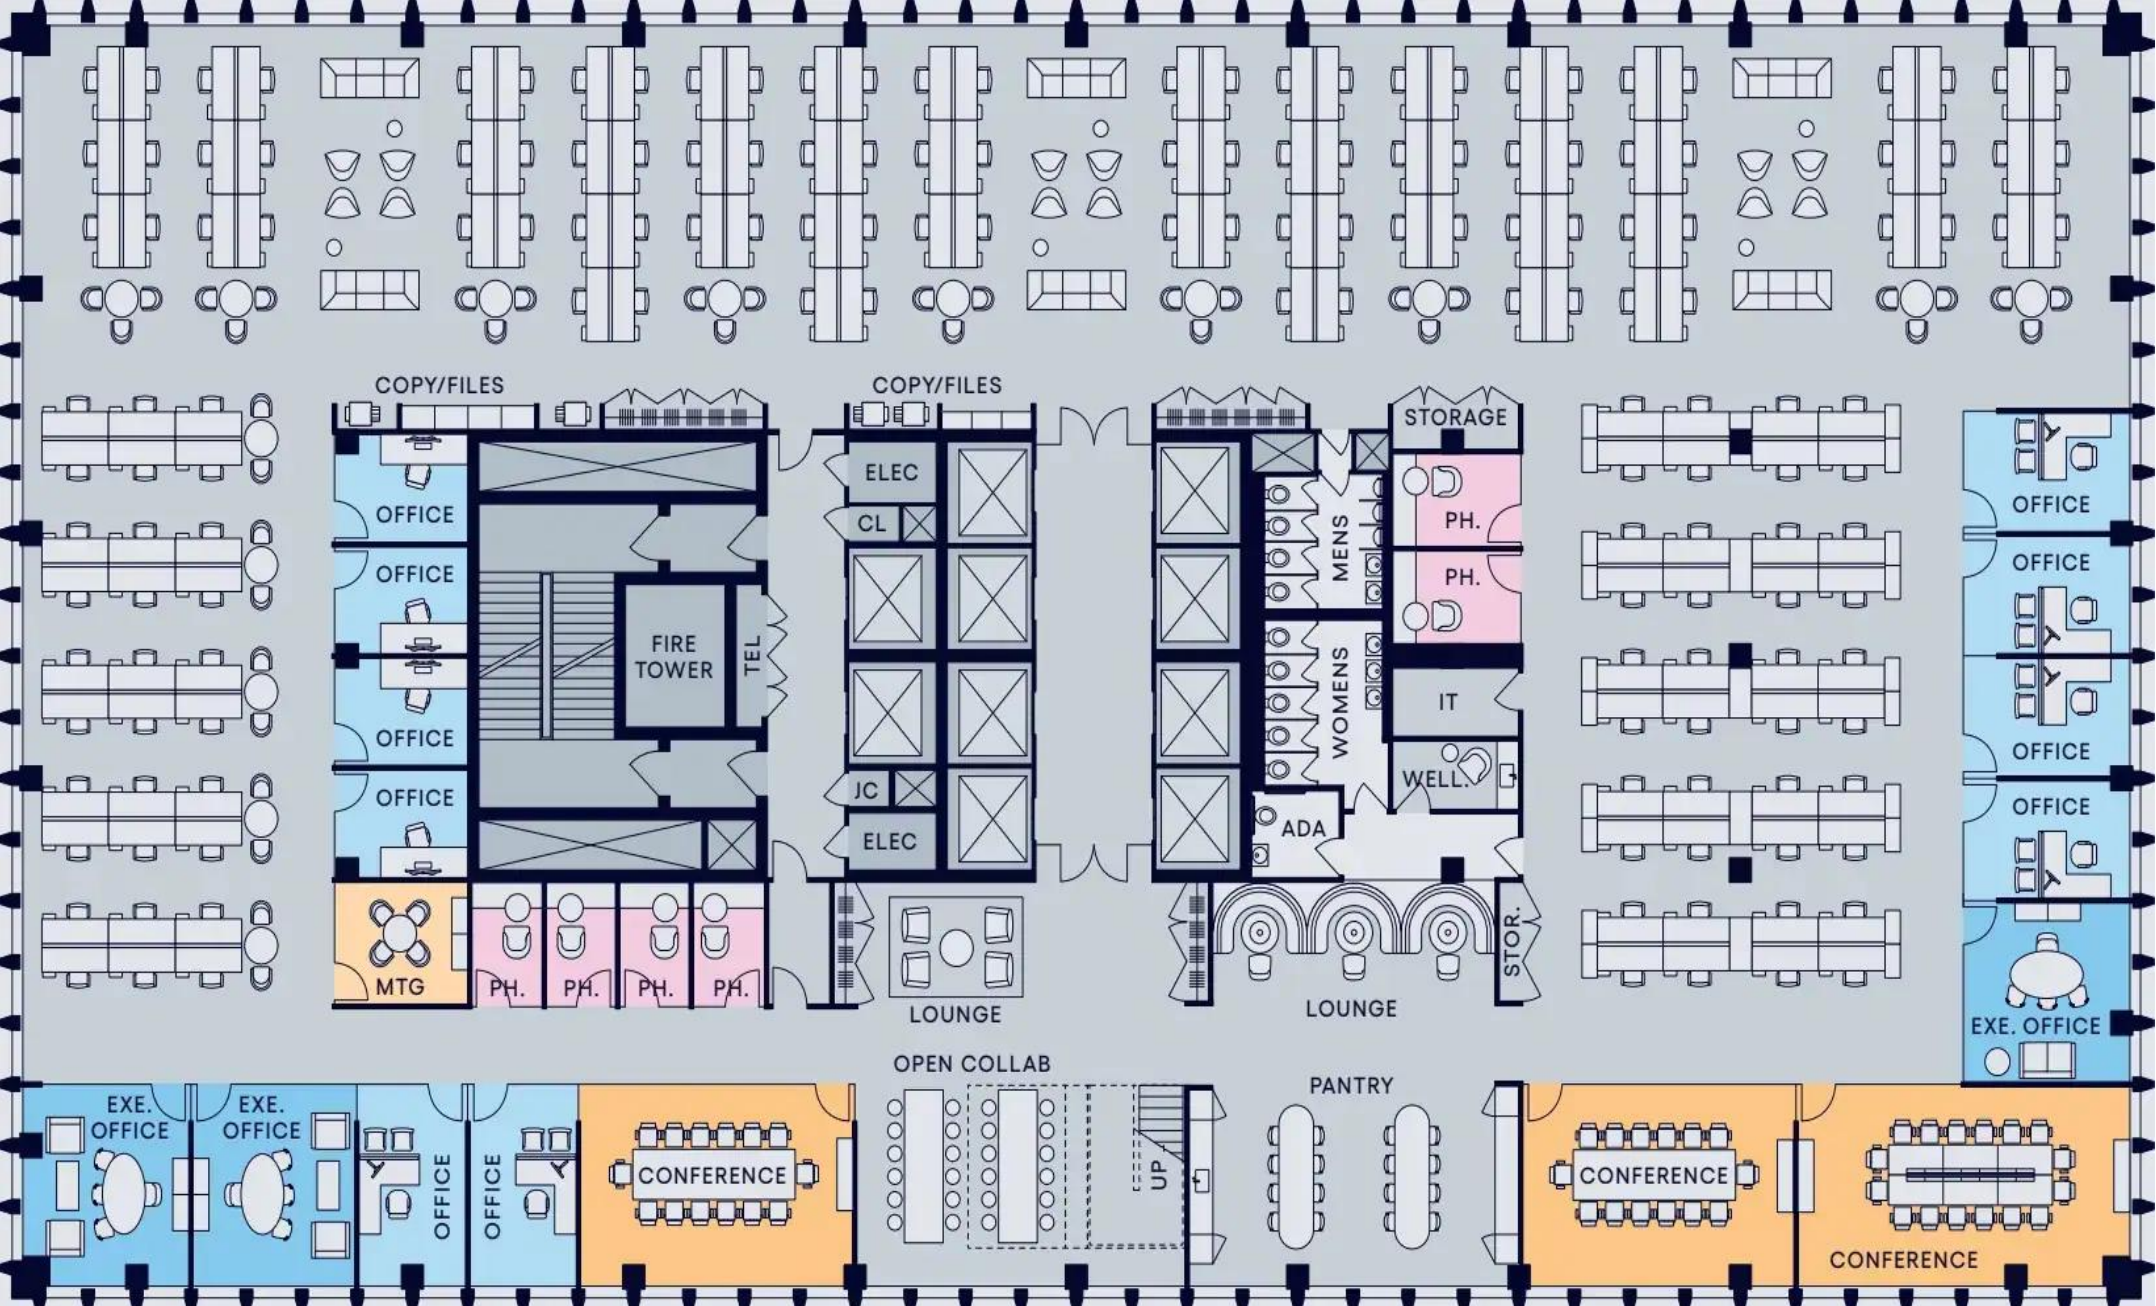 COPY/FILES
COPY/FILES
STORAGE
ELEC
CL
OFFICE
OFFICE
OFFICE
OFFICE
FIRE
TOWER
TEL
JC
ELEC
MENS
WOMENS
ADA
PH.
PH.
IT
WELL.
OFFICE
OFFICE
OFFICE
OFFICE
EXE. OFFICE
MTG
PH.
PH.
PH.
PH.
LOUNGE
LOUNGE
STOR.
OPEN COLLAB
PANTRY
EXE.
OFFICE
EXE.
OFFICE
OFFICE
OFFICE
CONFERENCE
UP
CONFERENCE
CONFERENCE